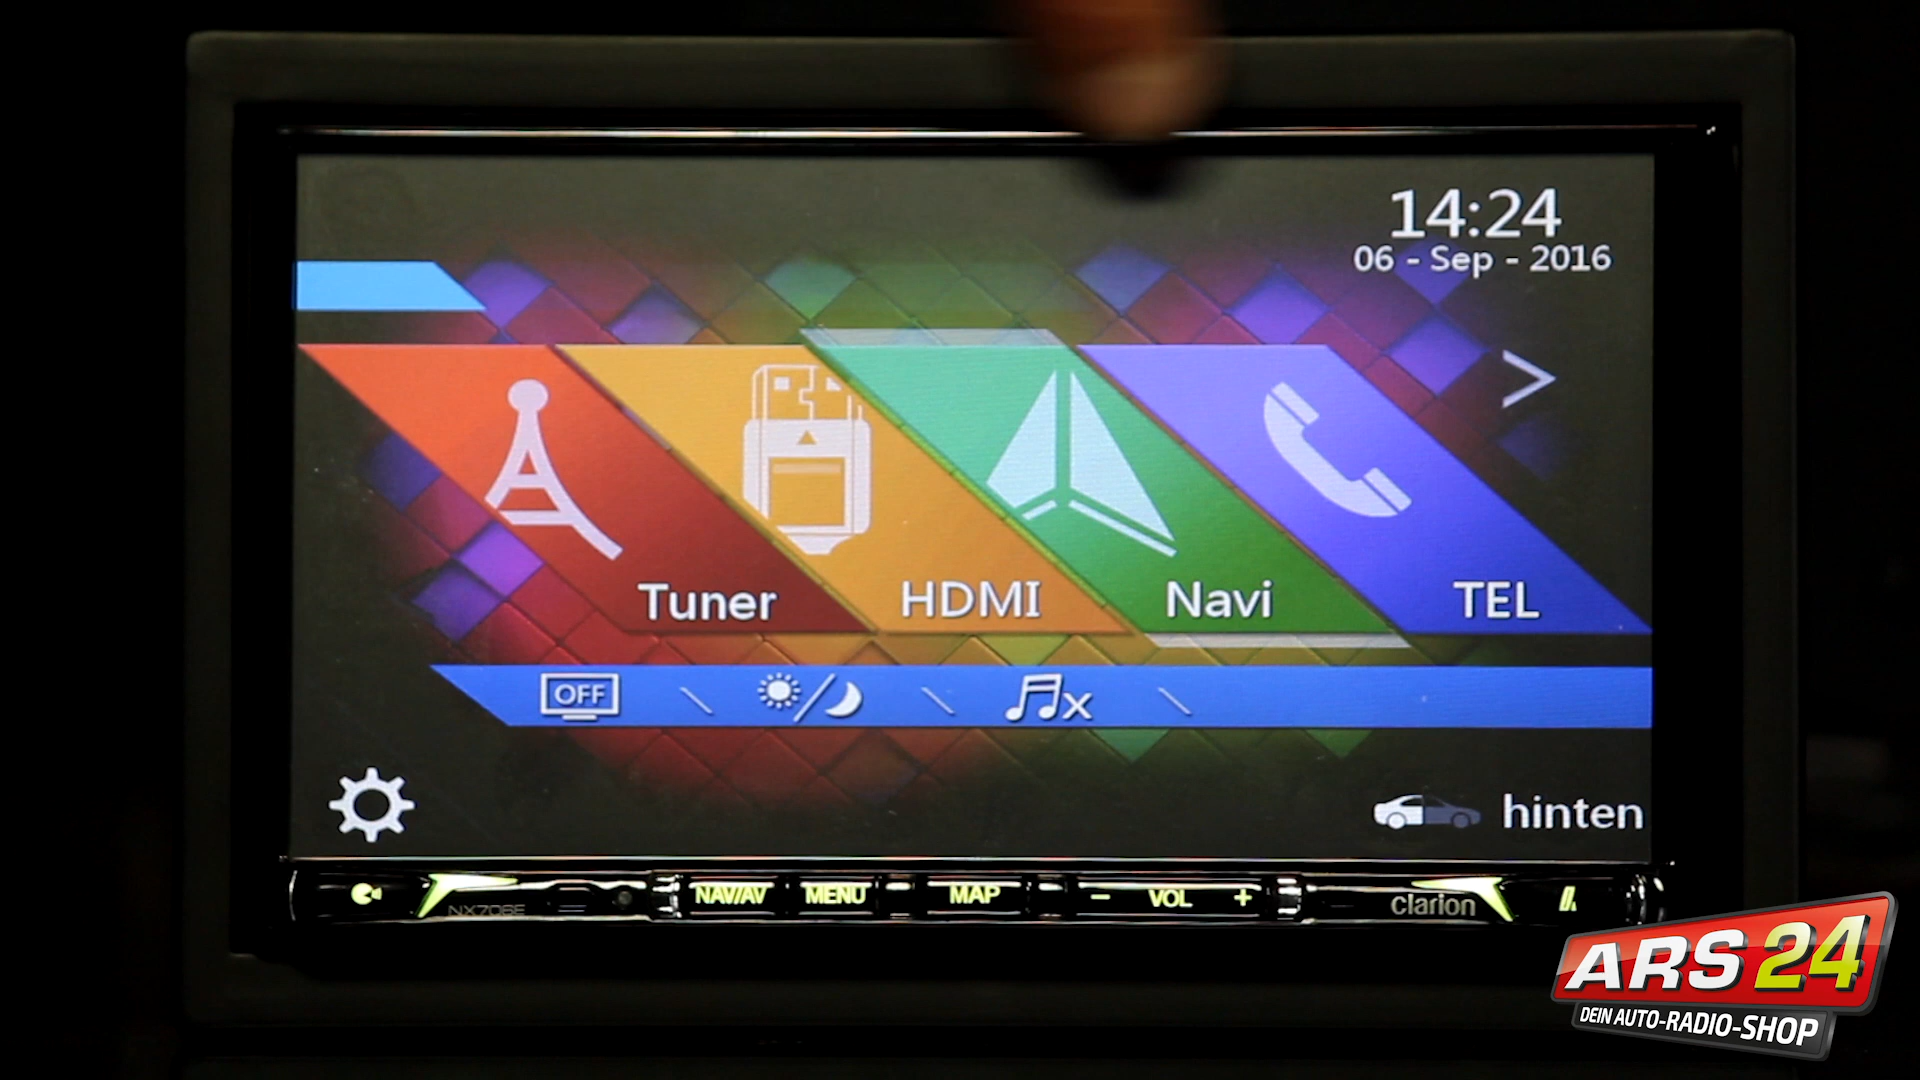 14:24
06 - Sep - 2016
>
Tuner
HDMI
Navi
TEL
OFF
x
hinten
NX706E
NAV/AV
MENU
MAP
− VOL +
clarion
ARS 24
DEIN AUTO-RADIO-SHOP